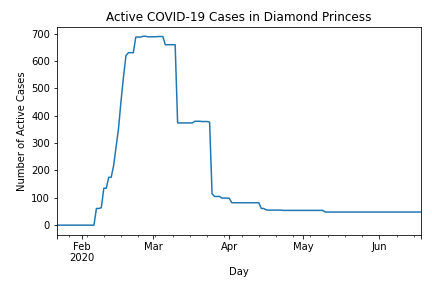 Active COVID-19 Cases in Diamond Princess
700
600
500
400
300
200
100
0
Number of Active Cases
Feb
2020
Mar
Apr
May
Jun
Day